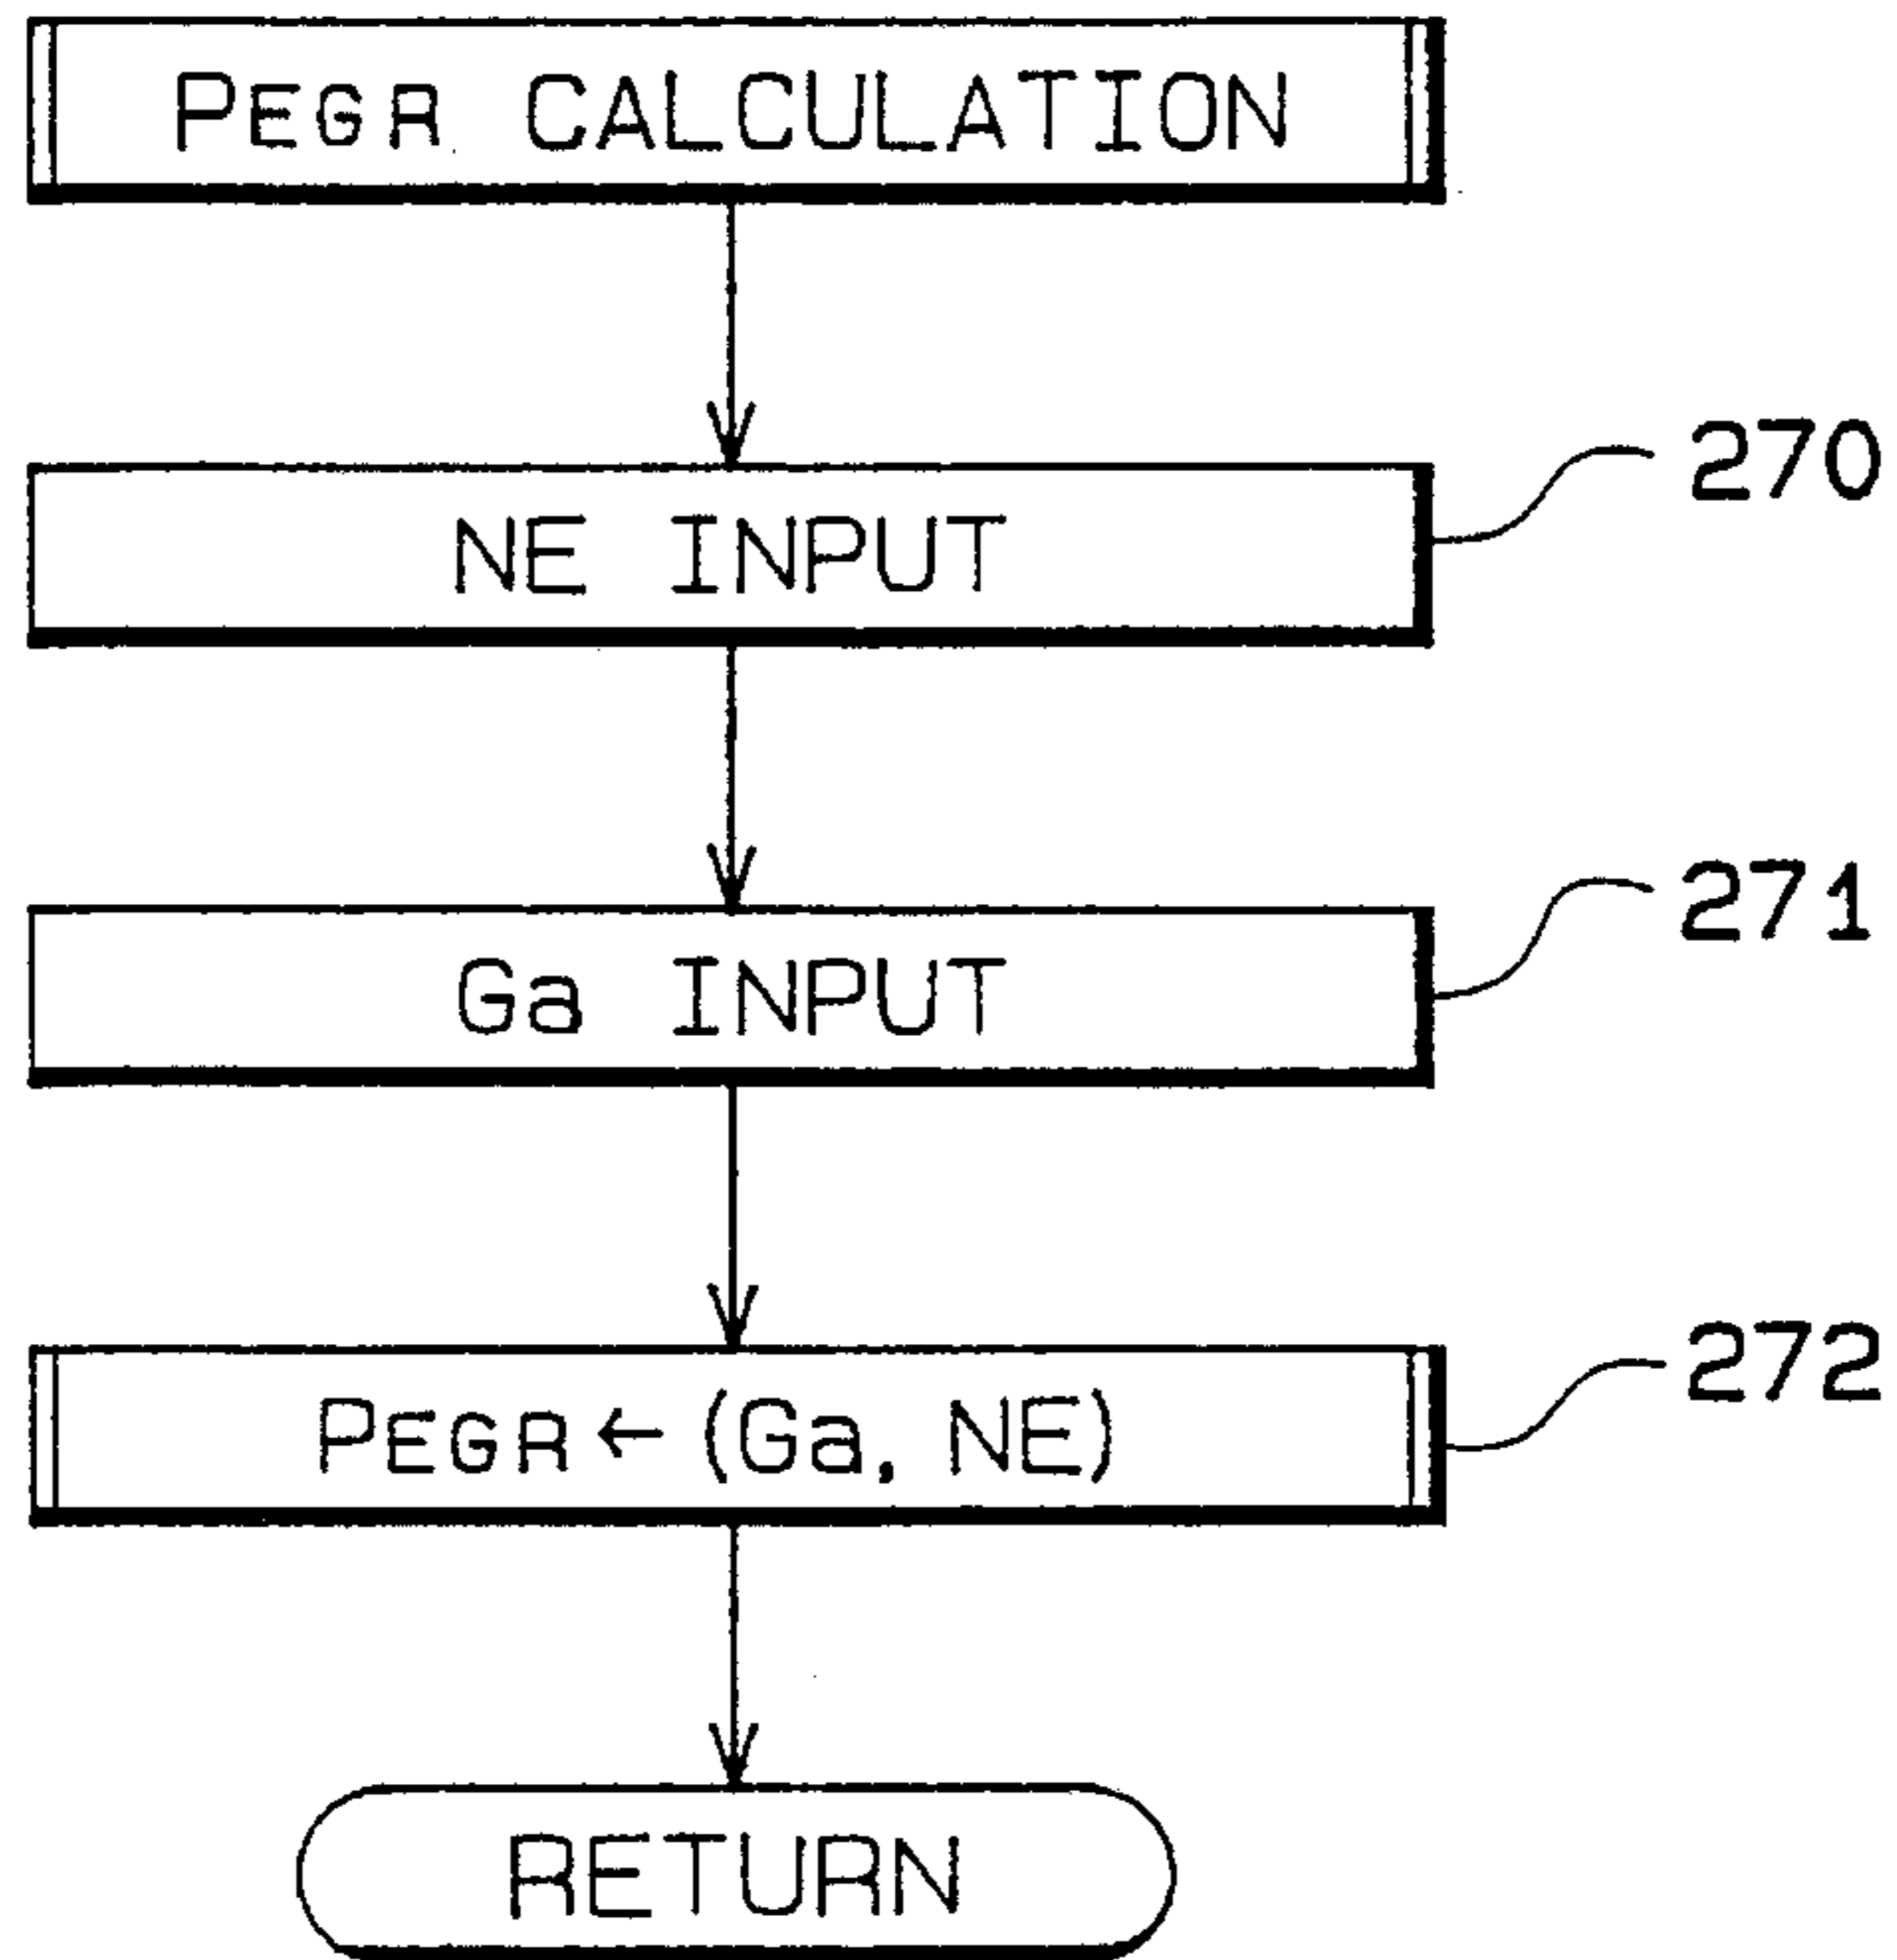 PEGR CALCULATION
270
NE INPUT
271
Ga INPUT
272
PEGR ← (Ga, NE)
RETURN